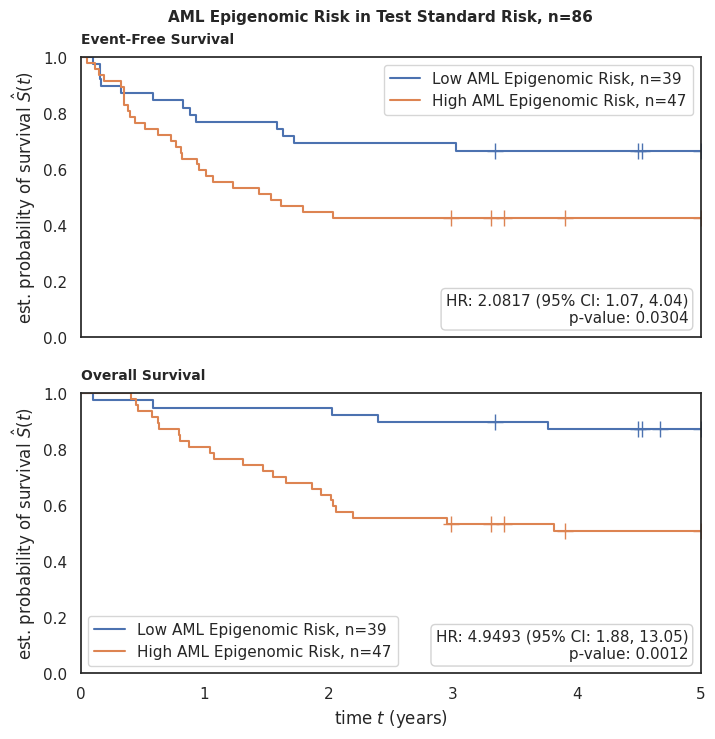 AML Epigenomic Risk in Test Standard Risk, n=86
Event-Free Survival
est. probability of survival Ŝ(t)
1.0
0.8
0.6
0.4
0.2
0.0
Low AML Epigenomic Risk, n=39
High AML Epigenomic Risk, n=47
HR: 2.0817 (95% CI: 1.07, 4.04)
p-value: 0.0304
Overall Survival
est. probability of survival Ŝ(t)
1.0
0.8
0.6
0.4
0.2
0.0
Low AML Epigenomic Risk, n=39
High AML Epigenomic Risk, n=47
HR: 4.9493 (95% CI: 1.88, 13.05)
p-value: 0.0012
0 1 2 3 4 5
time t (years)